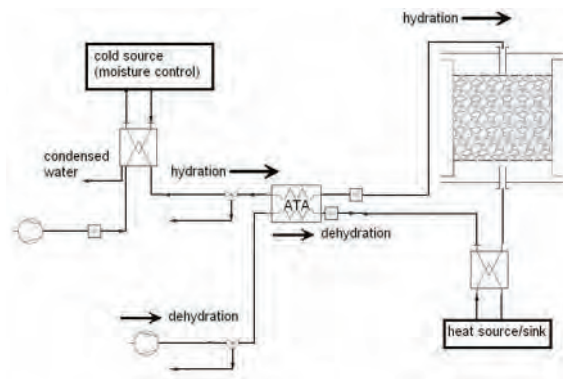 hydration
cold source
(moisture control)
condensed
water
hydration
ATA
dehydration
dehydration
heat source/sink